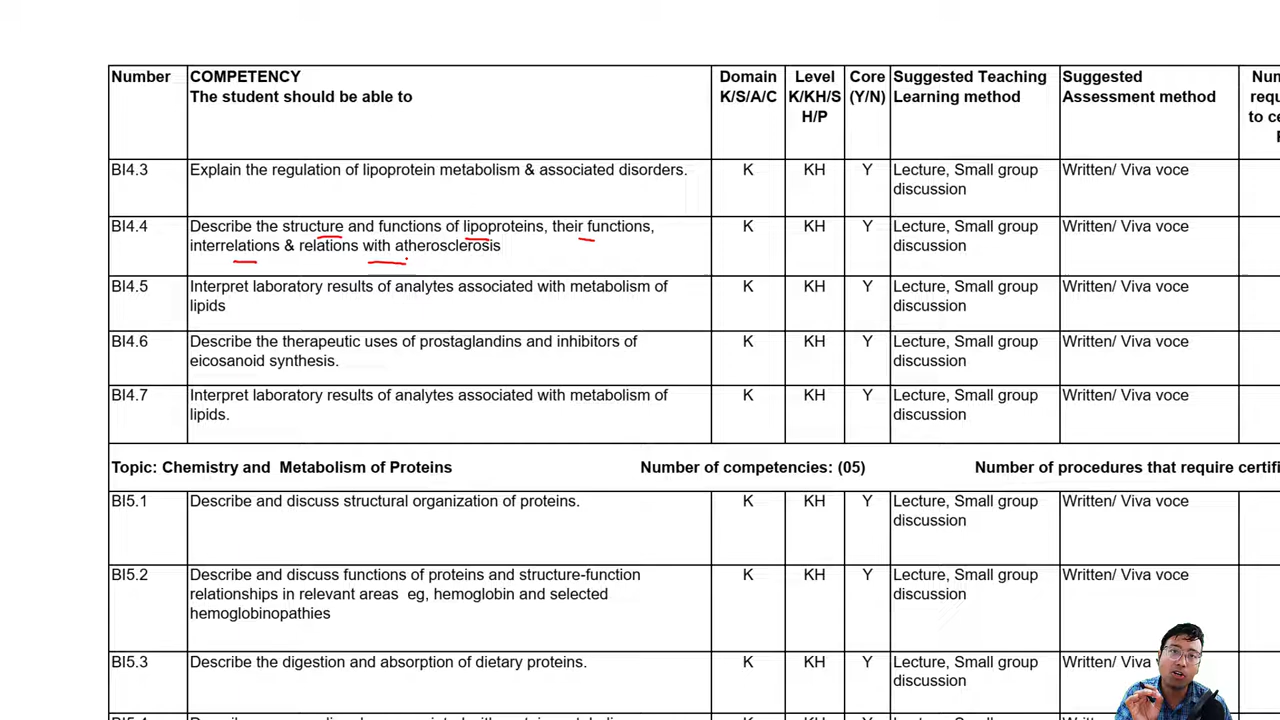 Number COMPETENCY Domain Level Core Suggested Teaching Suggested
The student should be able to K/S/A/C K/KH/S (Y/N) Learning method Assessment method
H/P to
BI4.3 Explain the regulation of lipoprotein metabolism & associated disorders. K KH Y Lecture, Small group Written/ Viva voce
discussion
BI4.4 Describe the structure and functions of lipoproteins, their functions, K KH Y Lecture, Small group Written/ Viva voce
interrelations & relations with atherosclerosis discussion
BI4.5 Interpret laboratory results of analytes associated with metabolism of K KH Y Lecture, Small group Written/ Viva voce
lipids discussion
BI4.6 Describe the therapeutic uses of prostaglandins and inhibitors of K KH Y Lecture, Small group Written/ Viva voce
eicosanoid synthesis. discussion
BI4.7 Interpret laboratory results of analytes associated with metabolism of K KH Y Lecture, Small group Written/ Viva voce
lipids. discussion
Topic: Chemistry and Metabolism of Proteins Number of competencies: (05) Number of procedures that require
BI5.1 Describe and discuss structural organization of proteins. K KH Y Lecture, Small group Written/ Viva voce
discussion
BI5.2 Describe and discuss functions of proteins and structure-function K KH Y Lecture, Small group Written/ Viva voce
relationships in relevant areas eg, hemoglobin and selected discussion
hemoglobinopathies
BI5.3 Describe the digestion and absorption of dietary proteins. K KH Y Lecture, Small group Written/ Viva
discussion